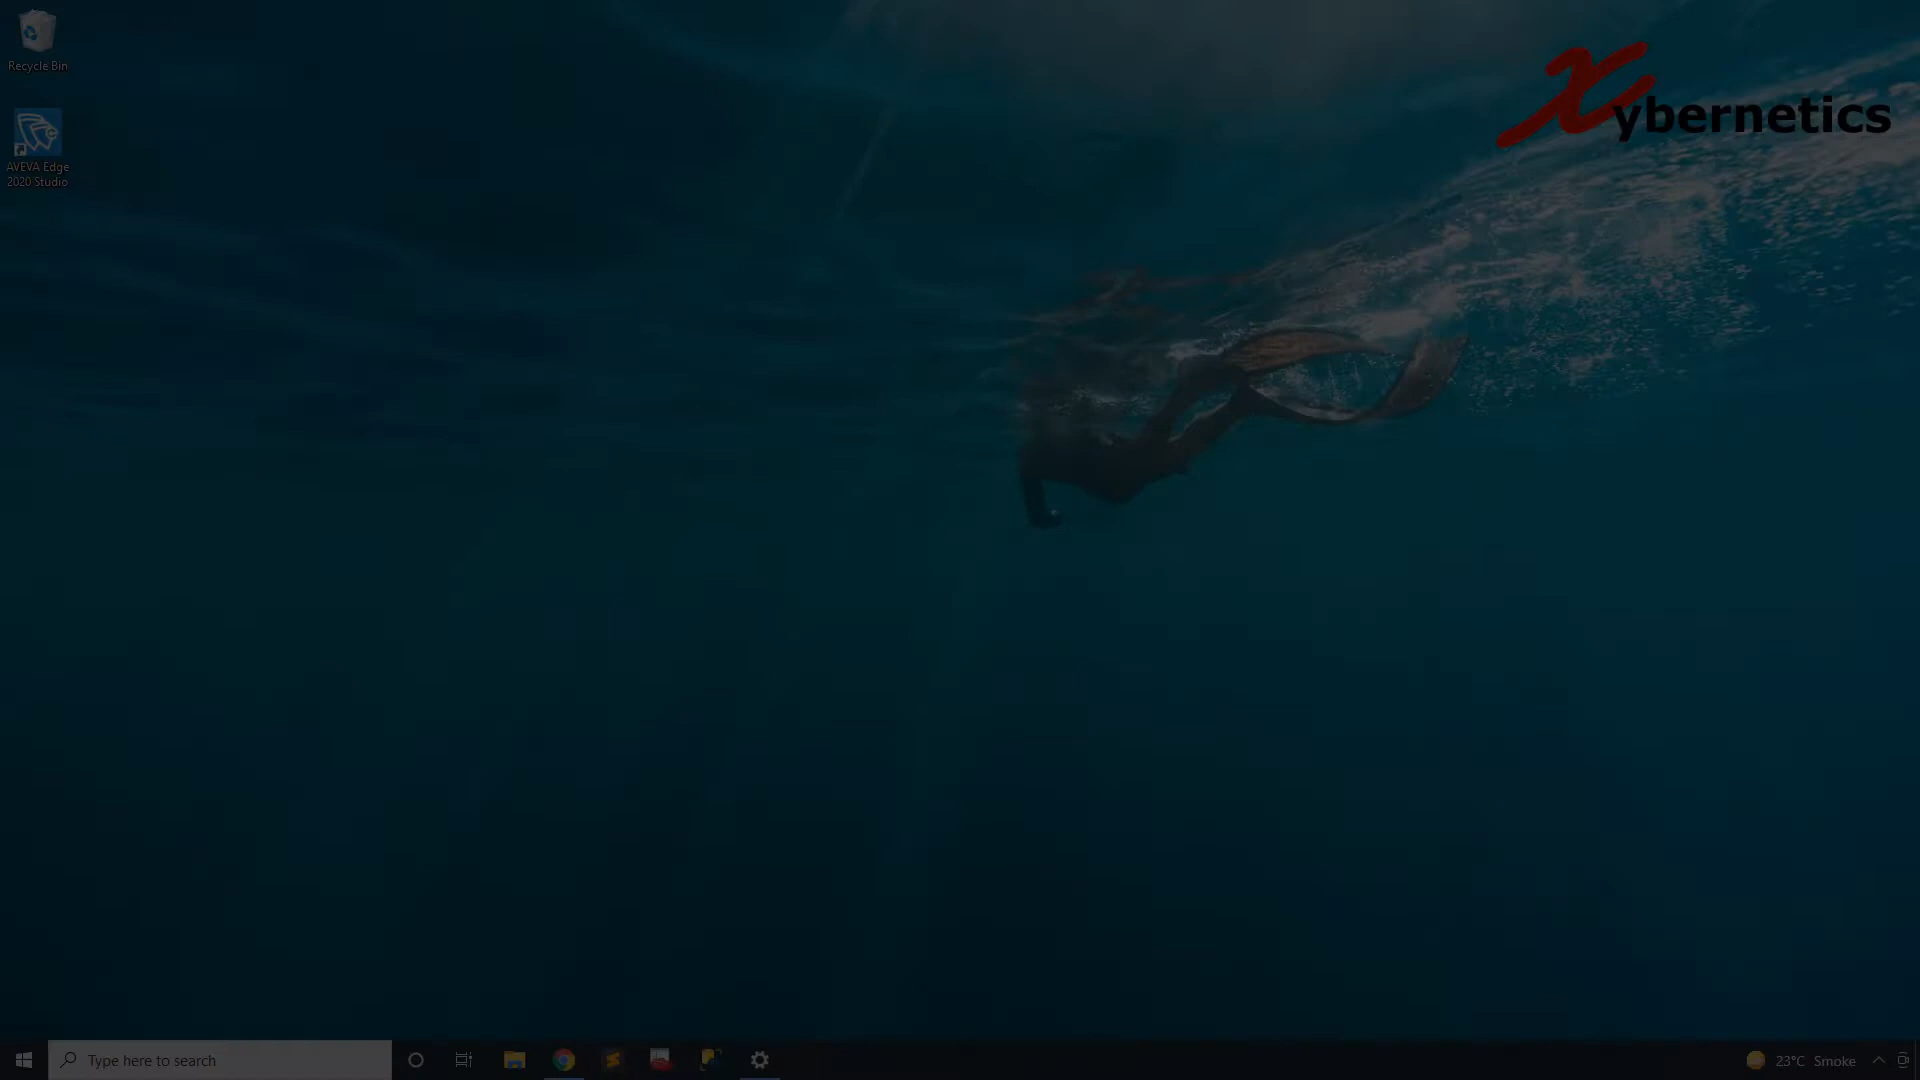 Recycle Bin
Xybernetics
AVEVA Edge
2020 Studio
Type here to search
23°C Smoke